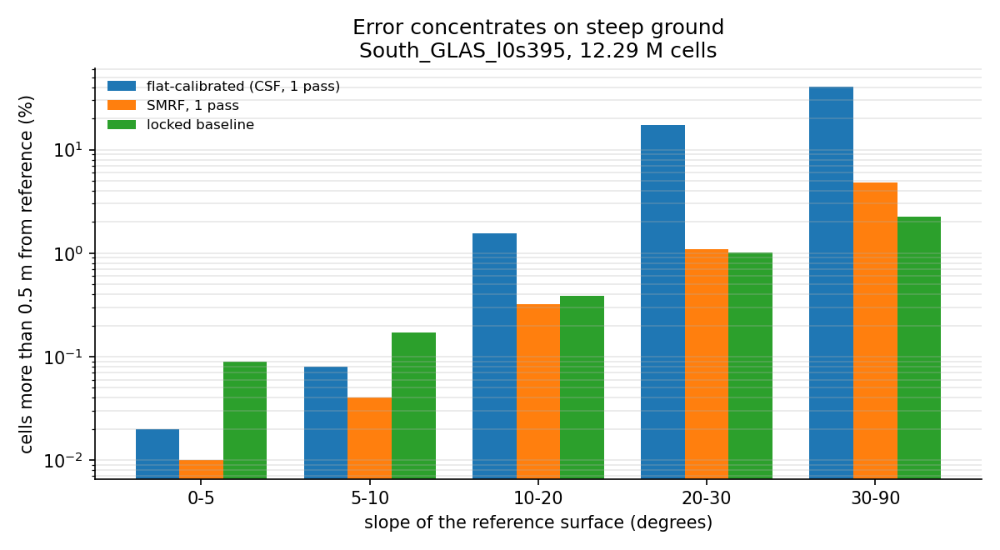 Error concentrates on steep ground
South_GLAS_l0s395, 12.29 M cells
flat-calibrated (CSF, 1 pass)
SMRF, 1 pass
locked baseline
cells more than 0.5 m from reference (%)
10¹
10⁰
10⁻¹
10⁻²
0-5 5-10 10-20 20-30 30-90
slope of the reference surface (degrees)